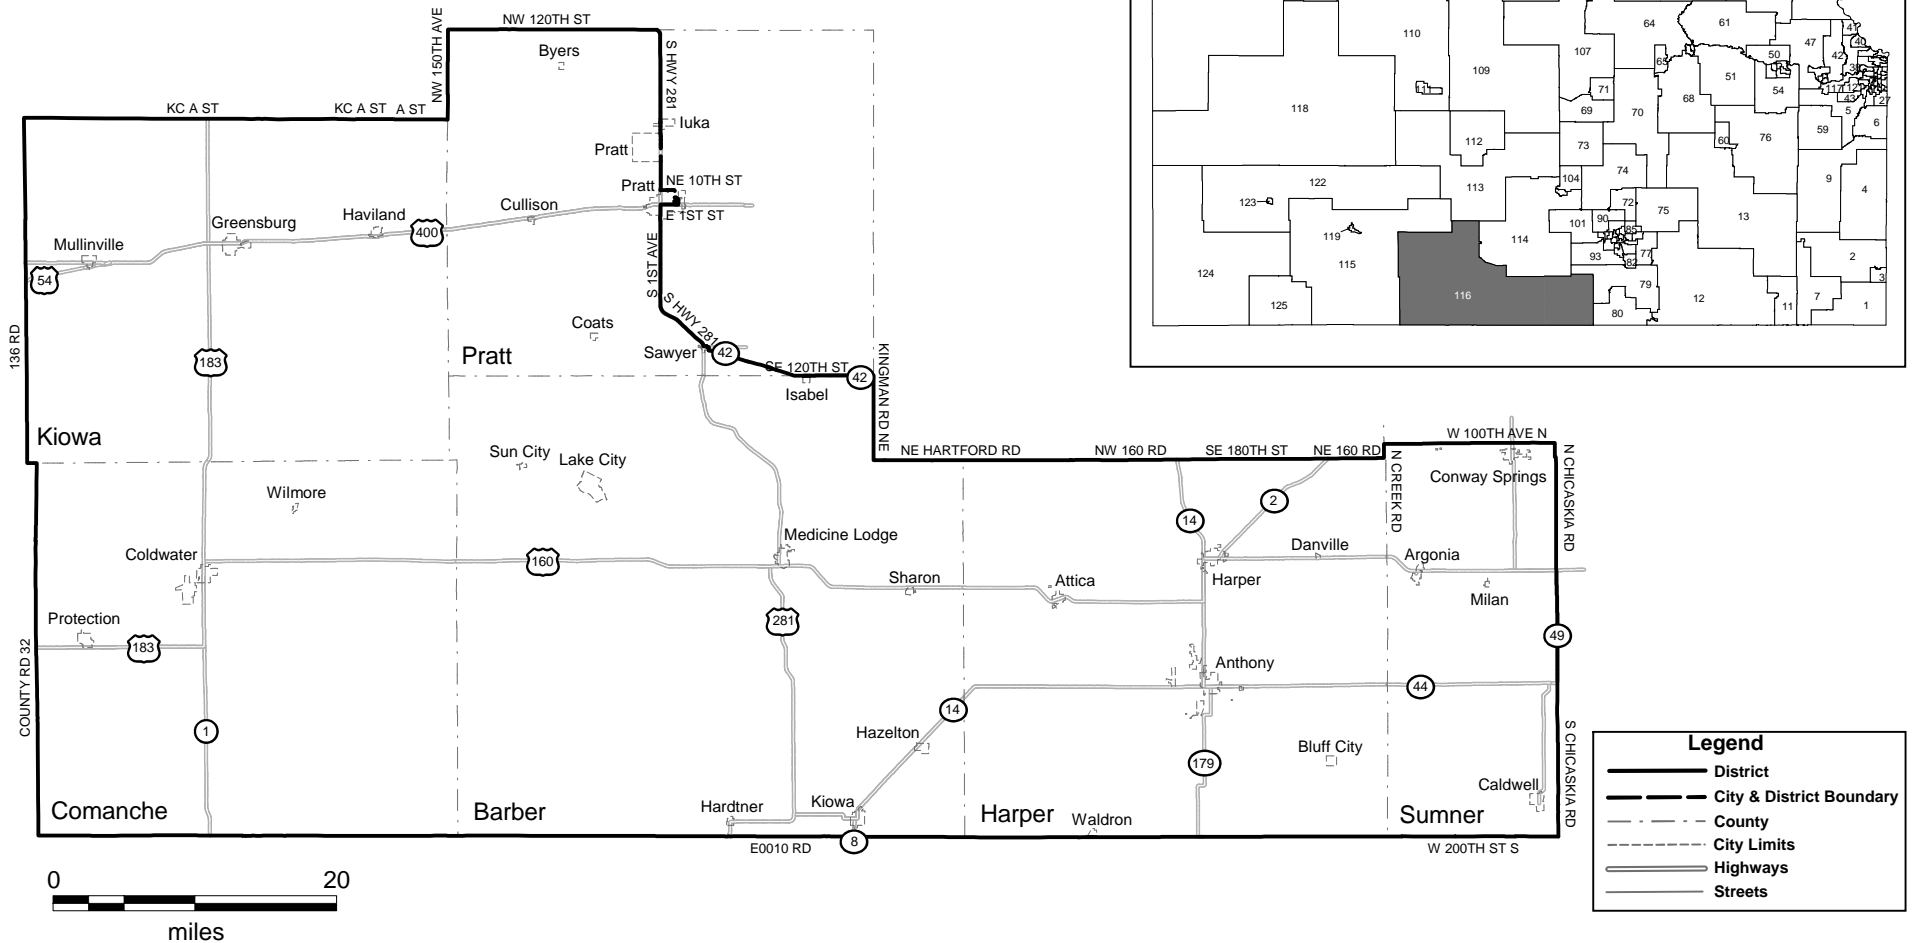 NW 120TH ST
NW 150TH AVE
S HWY 281
Byers
KC A ST
KC A ST
A ST
Iuka
Pratt
Pratt
NE 10TH ST
E 1ST ST
Cullison
Haviland
Greensburg
Mullinville
400
54
S 1ST AVE
S HWY 281
136 RD
183
Coats
Pratt
Sawyer
42
SE 120TH ST
42
Isabel
KINGMAN RD NE
Kiowa
NE HARTFORD RD
NW 160 RD
SE 180TH ST
NE 160 RD
W 100TH AVE N
N CREEK RD
Conway Springs
N CHICASKIA RD
Sun City
Lake City
Wilmore
14
2
Coldwater
160
Medicine Lodge
Sharon
Attica
Harper
Danville
Argonia
Milan
Protection
183
281
49
COUNTY RD 32
Anthony
44
1
14
Hazelton
179
Bluff City
S CHICASKIA RD
Caldwell
Comanche
Barber
Hardtner
Kiowa
Harper
Waldron
Sumner
8
E0010 RD
W 200TH ST S
0 20
miles
110
64
61
41
47
40
107
50
42
65
109
51
71
54
117
112
43
27
118
68
69
70
5
6
112
60
76
59
73
74
104
122
113
9
4
72
75
123
13
101
90
119
85
114
93
77
2
115
82
124
3
116
79
12
7
11
1
125
80
Legend
District
City & District Boundary
County
City Limits
Highways
Streets